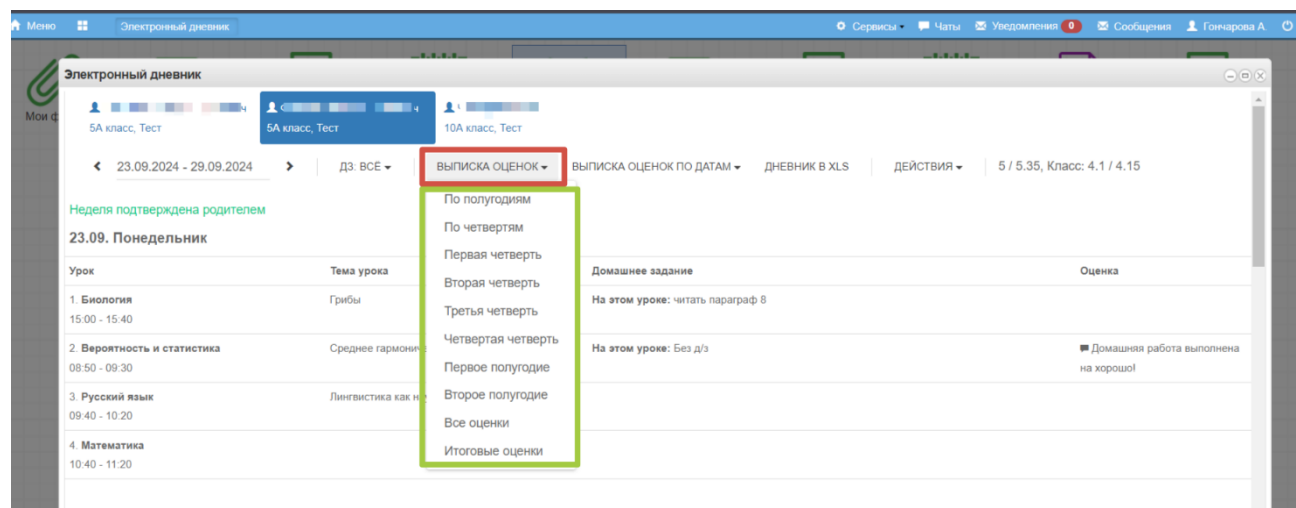 Меню Электронный дневник Сервисы Чаты Уведомления 0 Сообщения Гончарова А.
Электронный дневник
Мои ф
5А класс, Тест 5А класс, Тест 10А класс, Тест
23.09.2024 - 29.09.2024 ДЗ: ВСЁ ВЫПИСКА ОЦЕНОК ВЫПИСКА ОЦЕНОК ПО ДАТАМ ДНЕВНИК В XLS ДЕЙСТВИЯ 5 / 5.35, Класс: 4.1 / 4.15
Неделя подтверждена родителем
23.09. Понедельник
По полугодиям
По четвертям
Первая четверть
Вторая четверть
Третья четверть
Четвертая четверть
Первое полугодие
Второе полугодие
Все оценки
Итоговые оценки
Урок Тема урока Домашнее задание Оценка
1. Биология Грибы На этом уроке: читать параграф 8
15:00 - 15:40
2. Вероятность и статистика Среднее гармонич На этом уроке: Без д/з Домашняя работа выполнена
08:50 - 09:30 на хорошо!
3. Русский язык Лингвистика как н
09:40 - 10:20
4. Математика
10:40 - 11:20